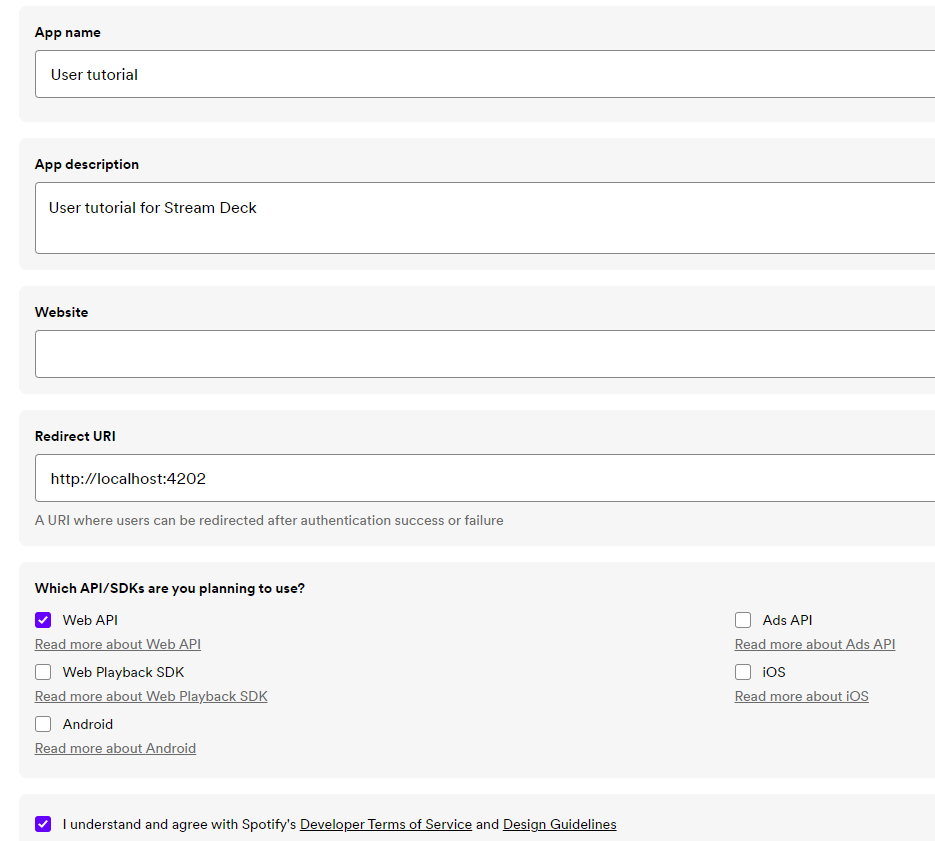 App name
User tutorial
App description
User tutorial for Stream Deck
Website
Redirect URI
http://localhost:4202
A URI where users can be redirected after authentication success or failure
Which API/SDKs are you planning to use?
Web API
Read more about Web API
Web Playback SDK
Read more about Web Playback SDK
Android
Read more about Android
Ads API
Read more about Ads API
iOS
Read more about iOS
I understand and agree with Spotify's Developer Terms of Service and Design Guidelines